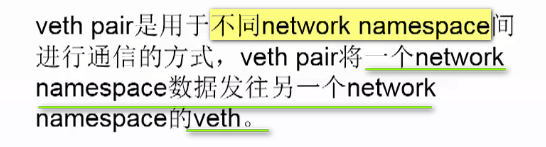 veth pair是用于不同network namespace间
进行通信的方式，veth pair将一个network
namespace数据发往另一个network
namespace的veth。